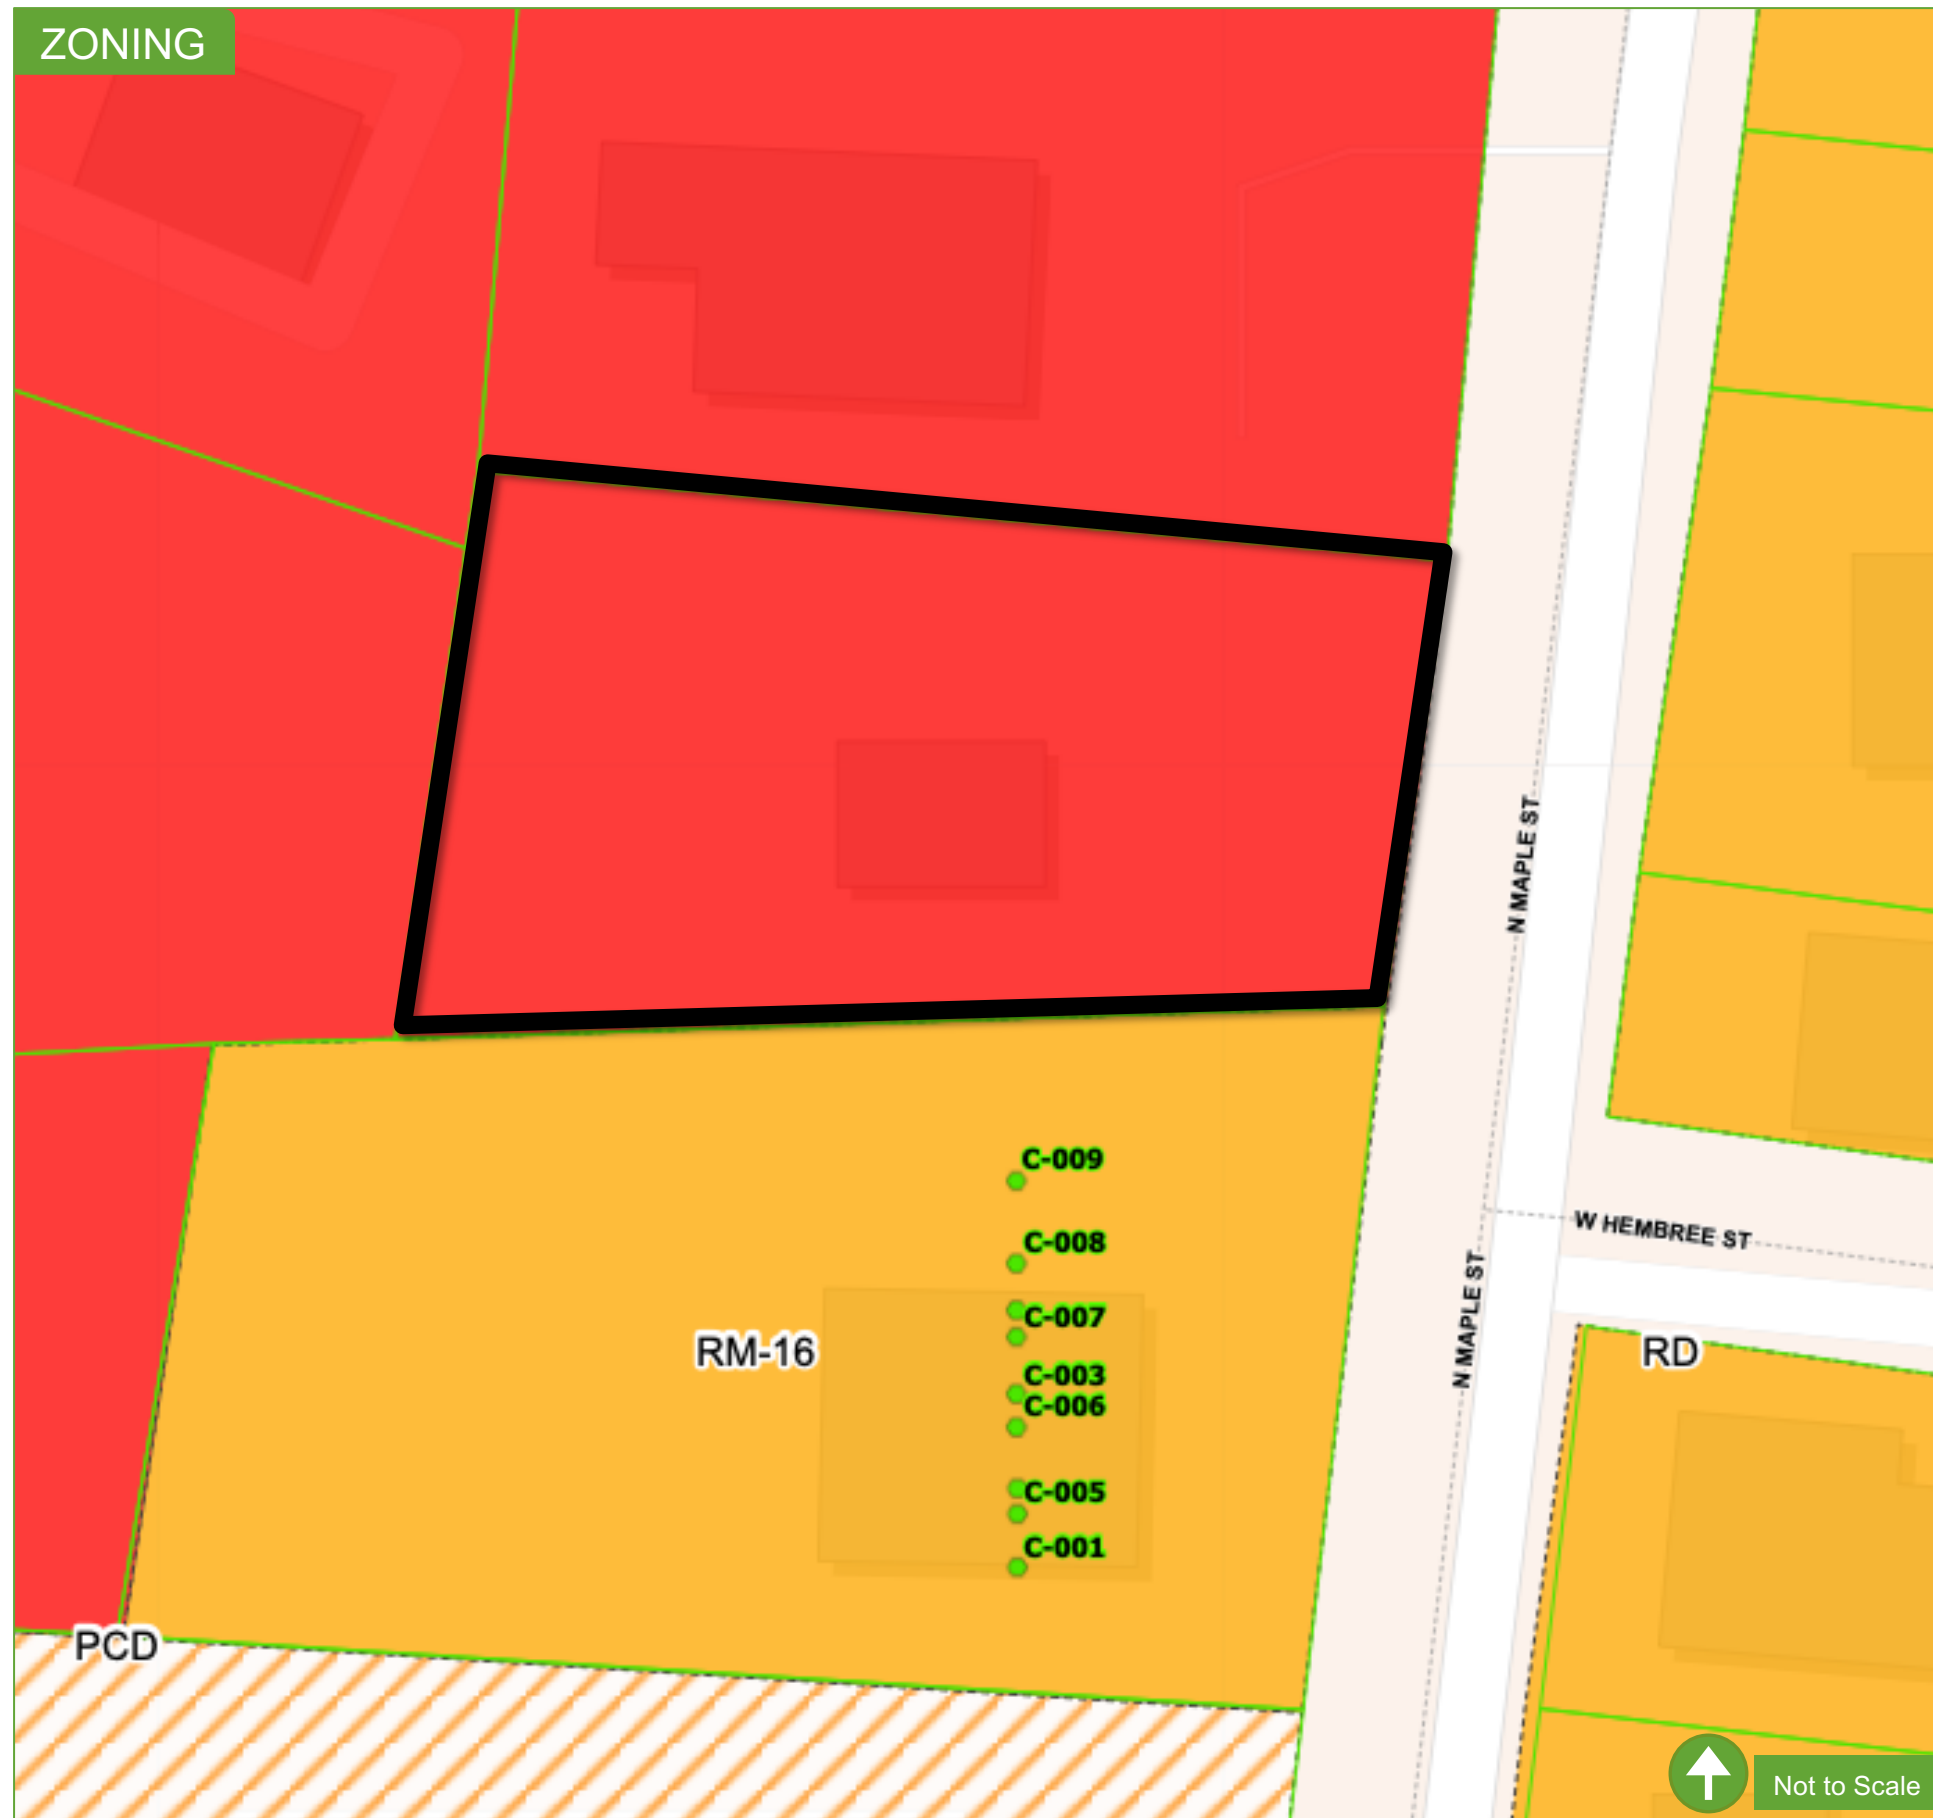 ZONING
N MAPLE ST
C-009
W HEMBREE ST
C-008
N MAPLE ST
C-007
RM-16
RD
C-003
C-006
C-005
C-001
PCD
Not to Scale